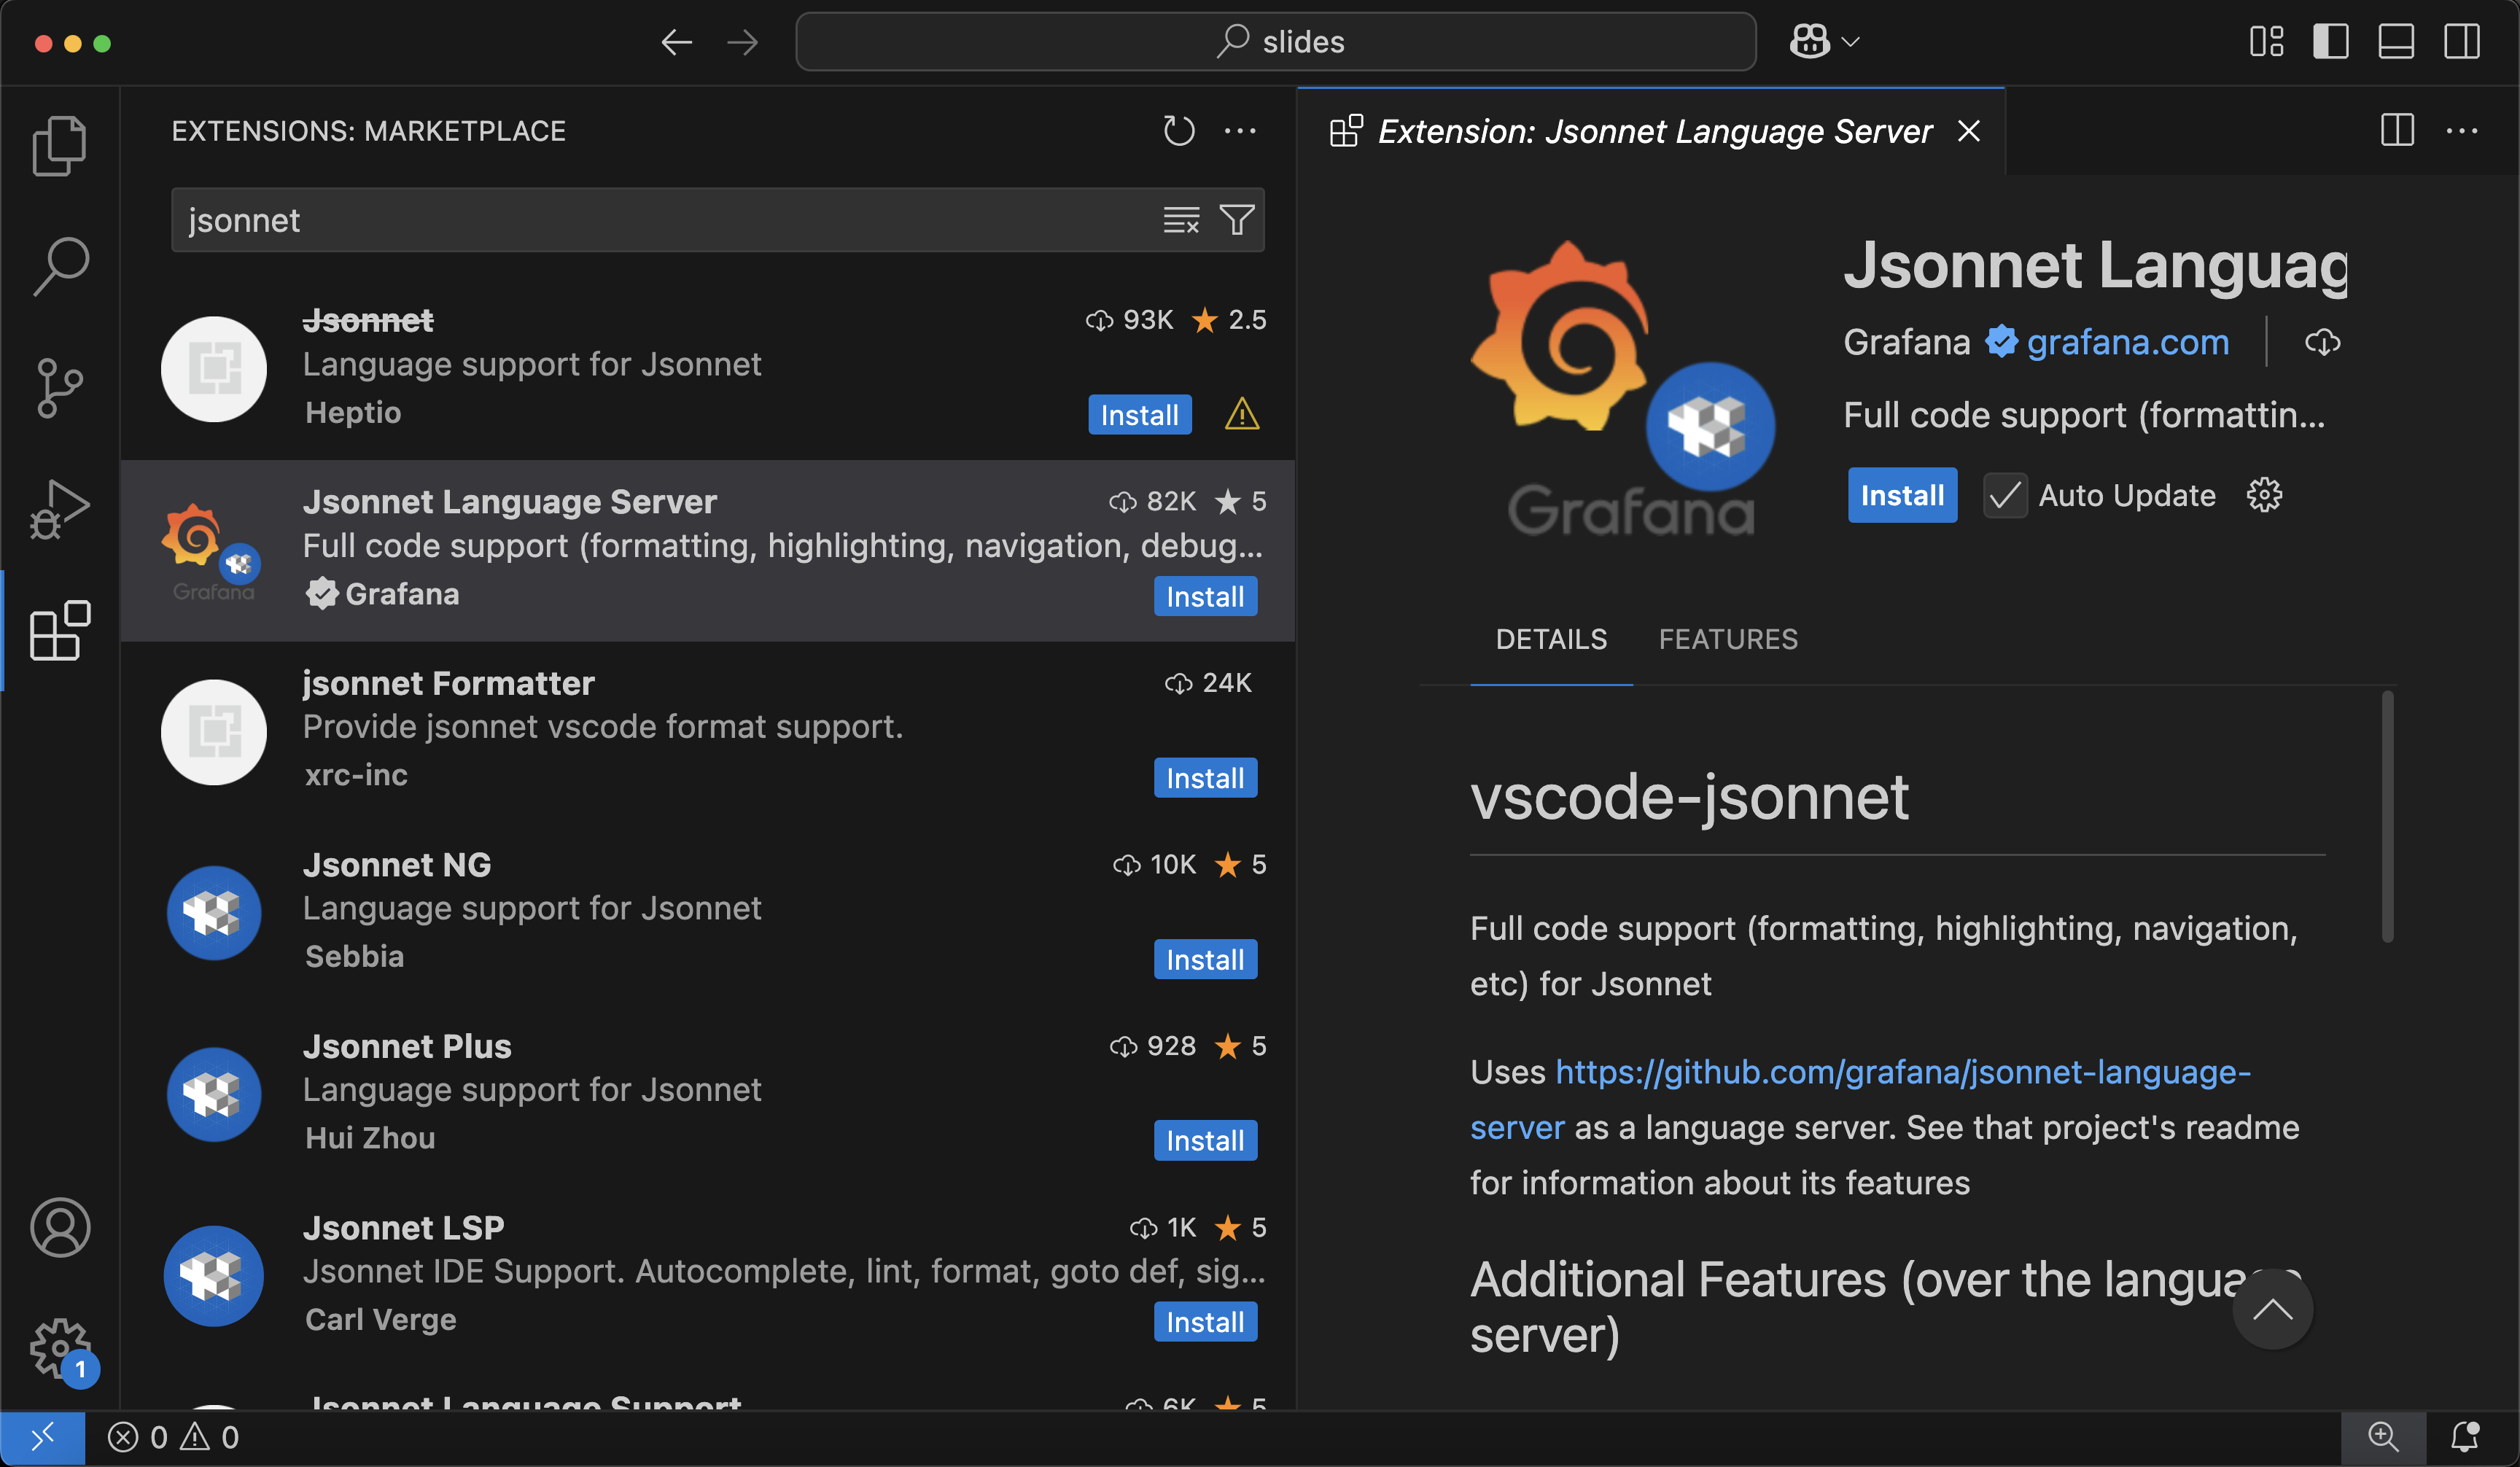 slides
EXTENSIONS: MARKETPLACE
jsonnet
Jsonnet 93K 2.5
Language support for Jsonnet
Heptio Install
Jsonnet Language Server 82K 5
Full code support (formatting, highlighting, navigation, debug...
Grafana Install
Grafana
jsonnet Formatter 24K
Provide jsonnet vscode format support.
xrc-inc Install
Jsonnet NG 10K 5
Language support for Jsonnet
Sebbia Install
Jsonnet Plus 928 5
Language support for Jsonnet
Hui Zhou Install
Jsonnet LSP 1K 5
Jsonnet IDE Support. Autocomplete, lint, format, goto def, sig...
Carl Verge Install
Jsonnet Language Support 6K 5
Extension: Jsonnet Language Server
Grafana
Jsonnet Languag
Grafana grafana.com
Full code support (formattin...
Install Auto Update
DETAILS FEATURES
vscode-jsonnet
Full code support (formatting, highlighting, navigation,
etc) for Jsonnet
Uses https://github.com/grafana/jsonnet-language-
server as a language server. See that project's readme
for information about its features
Additional Features (over the language
server)
1
0 0